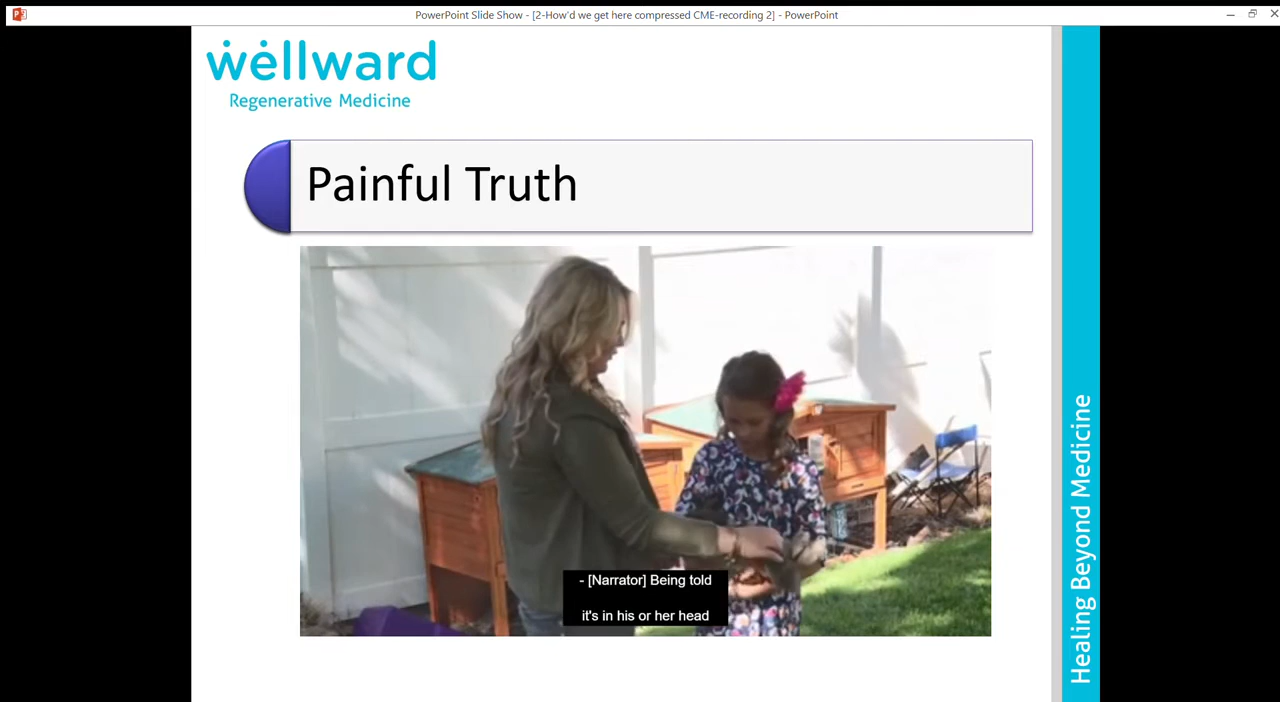 PowerPoint Slide Show - [2-How'd we get here compressed CME-recording 2] - PowerPoint
wellward
Regenerative Medicine
Painful Truth
- [Narrator] Being told
it's in his or her head
Healing Beyond Medicine